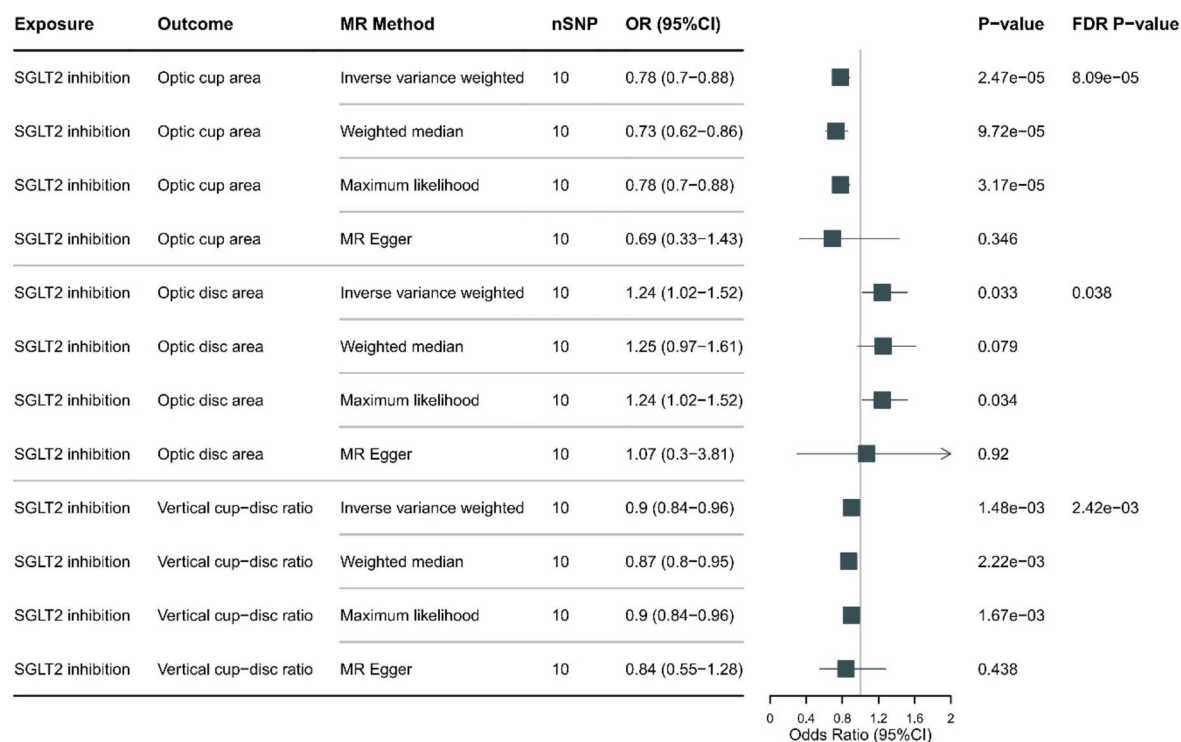 Exposure Outcome MR Method nSNP OR (95%CI) P−value FDR P−value
SGLT2 inhibition Optic cup area Inverse variance weighted 10 0.78 (0.7−0.88) 2.47e−05 8.09e−05
SGLT2 inhibition Optic cup area Weighted median 10 0.73 (0.62−0.86) 9.72e−05
SGLT2 inhibition Optic cup area Maximum likelihood 10 0.78 (0.7−0.88) 3.17e−05
SGLT2 inhibition Optic cup area MR Egger 10 0.69 (0.33−1.43) 0.346
SGLT2 inhibition Optic disc area Inverse variance weighted 10 1.24 (1.02−1.52) 0.033 0.038
SGLT2 inhibition Optic disc area Weighted median 10 1.25 (0.97−1.61) 0.079
SGLT2 inhibition Optic disc area Maximum likelihood 10 1.24 (1.02−1.52) 0.034
SGLT2 inhibition Optic disc area MR Egger 10 1.07 (0.3−3.81) 0.92
SGLT2 inhibition Vertical cup−disc ratio Inverse variance weighted 10 0.9 (0.84−0.96) 1.48e−03 2.42e−03
SGLT2 inhibition Vertical cup−disc ratio Weighted median 10 0.87 (0.8−0.95) 2.22e−03
SGLT2 inhibition Vertical cup−disc ratio Maximum likelihood 10 0.9 (0.84−0.96) 1.67e−03
SGLT2 inhibition Vertical cup−disc ratio MR Egger 10 0.84 (0.55−1.28) 0.438
0 0.4 0.8 1.2 1.6 2
Odds Ratio (95%CI)